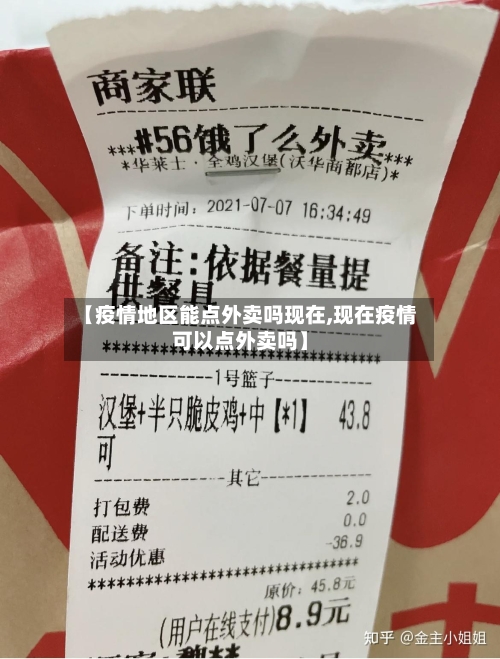 商家联
***#56饿了么外卖***
*华莱士·全鸡汉堡(沃华商都店)*
下单时间: 2021-07-07 16:34:49
备注:依据餐量提
供餐具
【疫情地区能点外卖吗现在,现在疫情
可以点外卖吗】
1号篮子
汉堡+半只脆皮鸡+中【*1】 43.8
可
其它
打包费 2.0
配送费 0.0
活动优惠 -36.9
原价: 45.8元
(用户在线支付)8.9元
知乎 @金主小姐姐